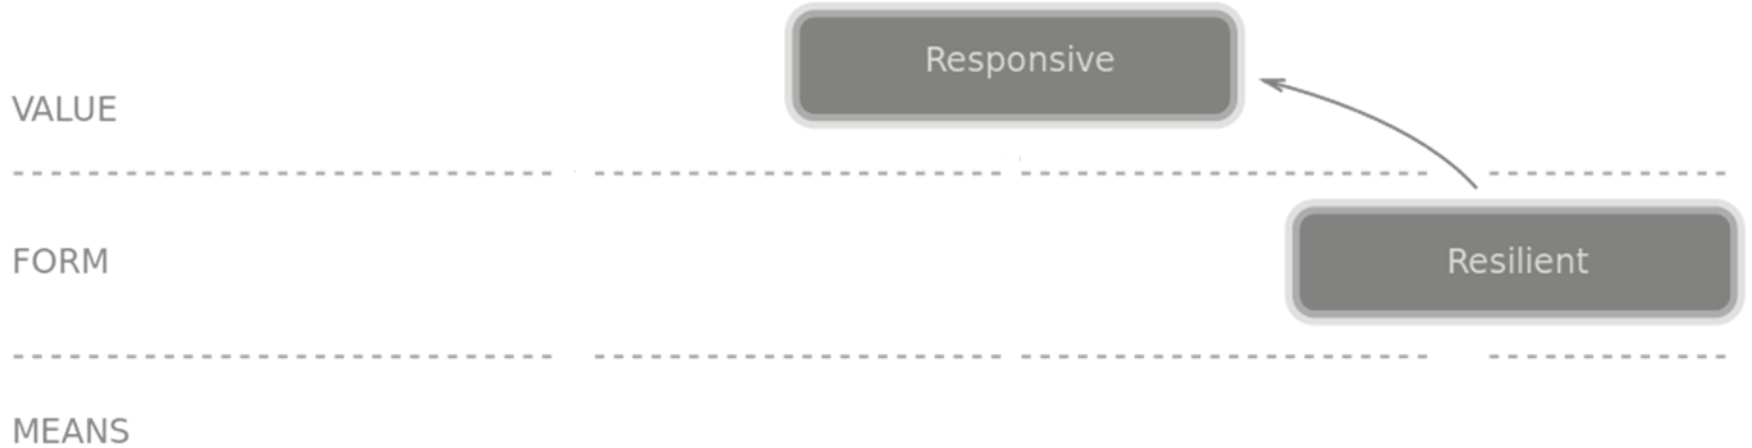 Responsive
VALUE
FORM
Resilient
MEANS